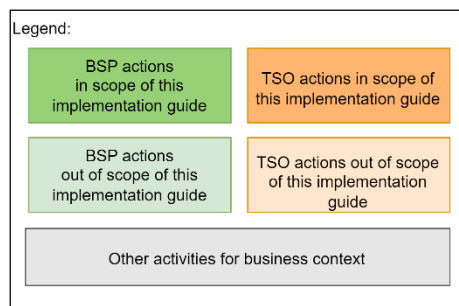 Legend:
BSP actions
in scope of this
implementation guide
TSO actions in scope of
this implementation guide
BSP actions
out of scope of this
implementation guide
TSO actions out of scope
of this implementation
guide
Other activities for business context